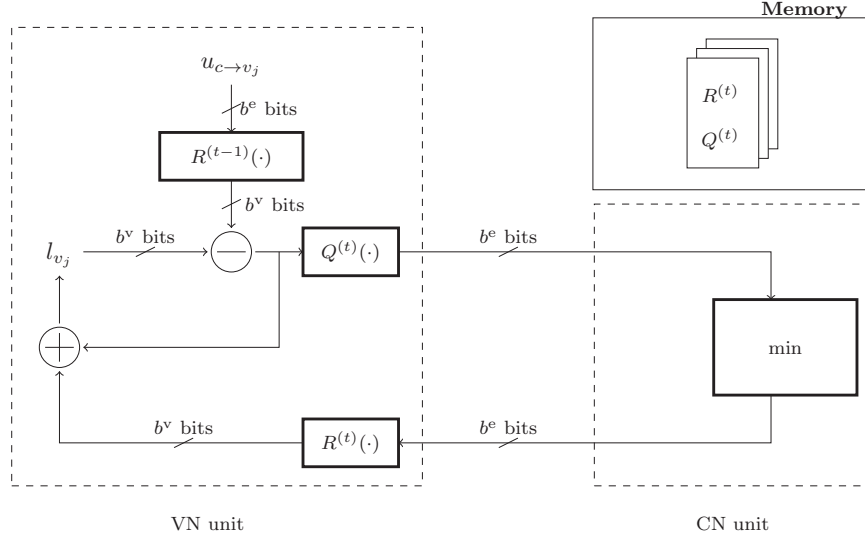 Memory
u_{c→v_j}
b^e bits
R^{(t−1)}(·)
b^v bits
R^{(t)}
Q^{(t)}
l_{v_j}
b^v bits
Q^{(t)}(·)
b^e bits
min
b^v bits
R^{(t)}(·)
b^e bits
VN unit
CN unit